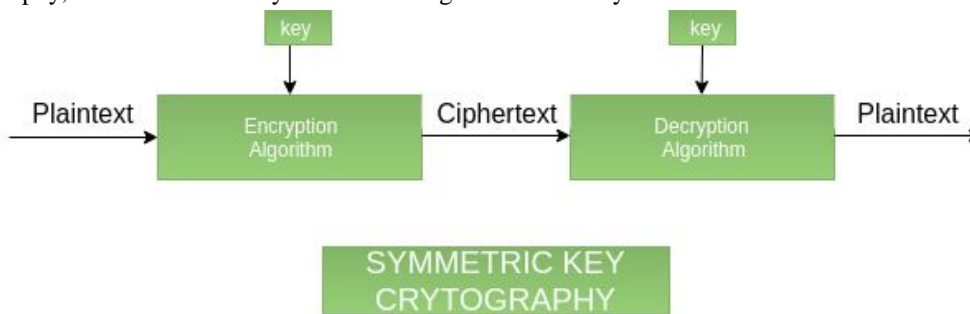 key
key
Plaintext
Encryption
Algorithm
Ciphertext
Decryption
Algorithm
Plaintext
SYMMETRIC KEY
CRYTOGRAPHY